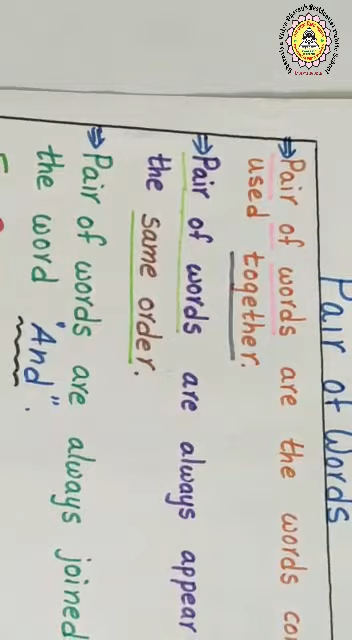 Pair of Words
⇒Pair of words are the words
used together.
⇒Pair of words are always appear
the same order.
⇒Pair of words are always joined
the word "And".